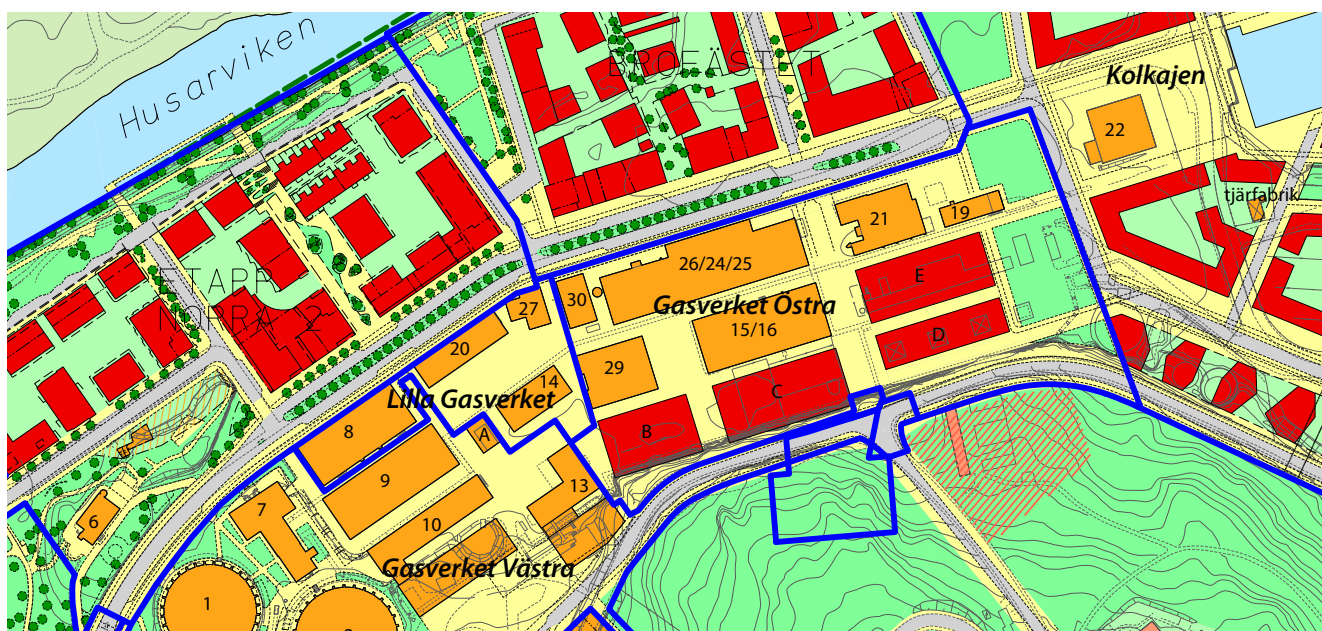 Husarviken
BROFÄSTET
Kolkajen
22
tjärfabrik
21
19
26/24/25
E
ETAPP
NORRA 2
27
30
Gasverket Östra
15/16
D
20
29
14
C
Lilla Gasverket
8
A
B
9
13
7
10
6
Gasverket Västra
1